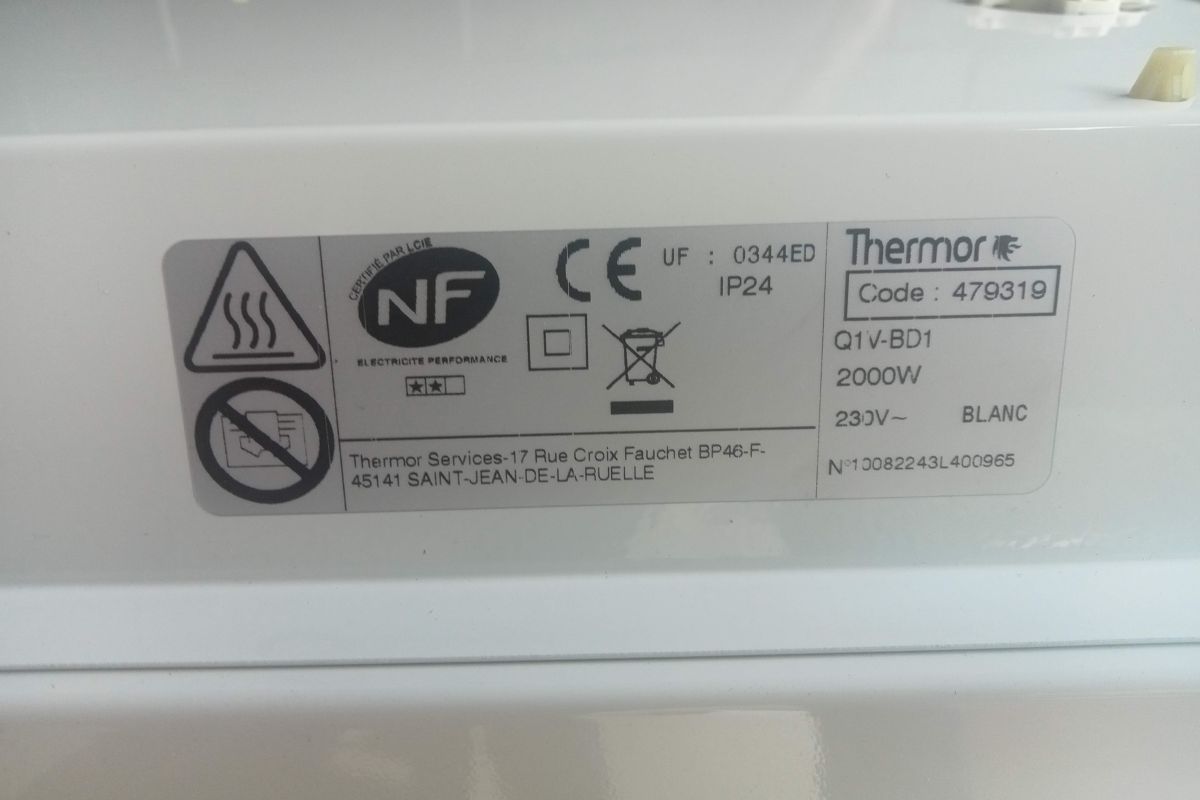 CERTIFIÉ PAR LCIE
NF
ELECTRICITE PERFORMANCE
CE
UF : 0344ED
IP24
Thermor Services-17 Rue Croix Fauchet BP46-F-
45141 SAINT-JEAN-DE-LA-RUELLE
Thermor
Code : 479319
Q1V-BD1
2000W
230V~ BLANC
N°10082243L400965